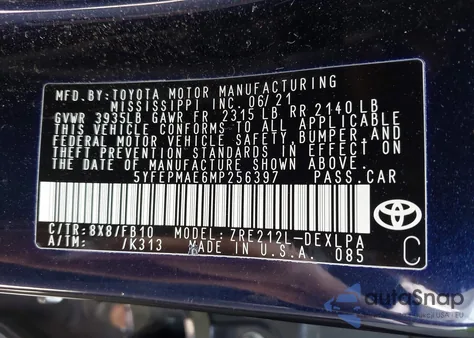 MFD.BY:TOYOTA MOTOR MANUFACTURING
MISSISSIPPI INC. 06/21
GVWR 3935LB GAWR FR 2315 LB RR 2140 LB
THIS VEHICLE CONFORMS TO ALL APPLICABLE
FEDERAL MOTOR VEHICLE SAFETY, BUMPER, AND
THEFT PREVENTION STANDARDS IN EFFECT ON
THE DATE OF MANUFACTURE SHOWN ABOVE.
5YFEPMAE6MP256397 PASS.CAR
C/TR:8X8/FB10 MODEL: ZRE212L-DEXLPA
A/TM: /K313 MADE IN U.S.A. 085
C
autoSnap